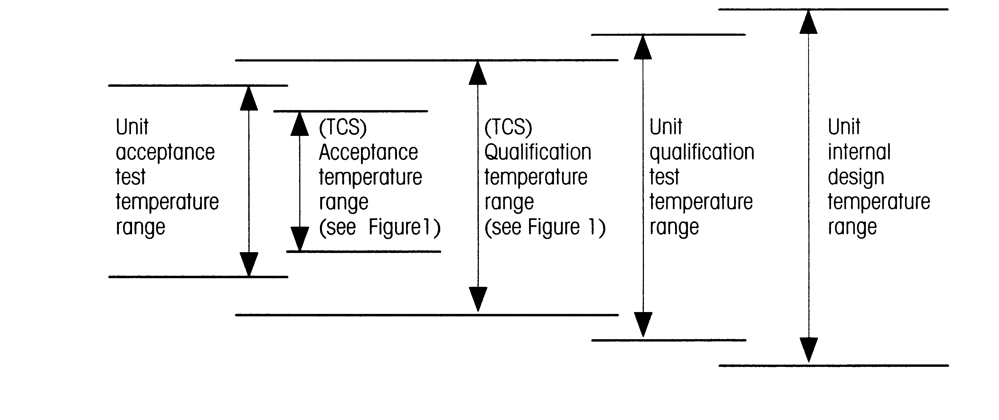 Unit
acceptance
test
temperature
range
(TCS)
Acceptance
temperature
range
(see Figure1)
(TCS)
Qualification
temperature
range
(see Figure 1)
Unit
qualification
test
temperature
range
Unit
internal
design
temperature
range